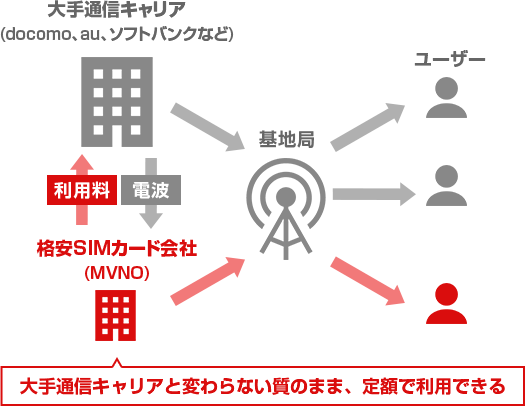 大手通信キャリア
(docomo、au、ソフトバンクなど)
ユーザー
基地局
利用料
電波
格安SIMカード会社
(MVNO)
大手通信キャリアと変わらない質のまま、定額で利用できる